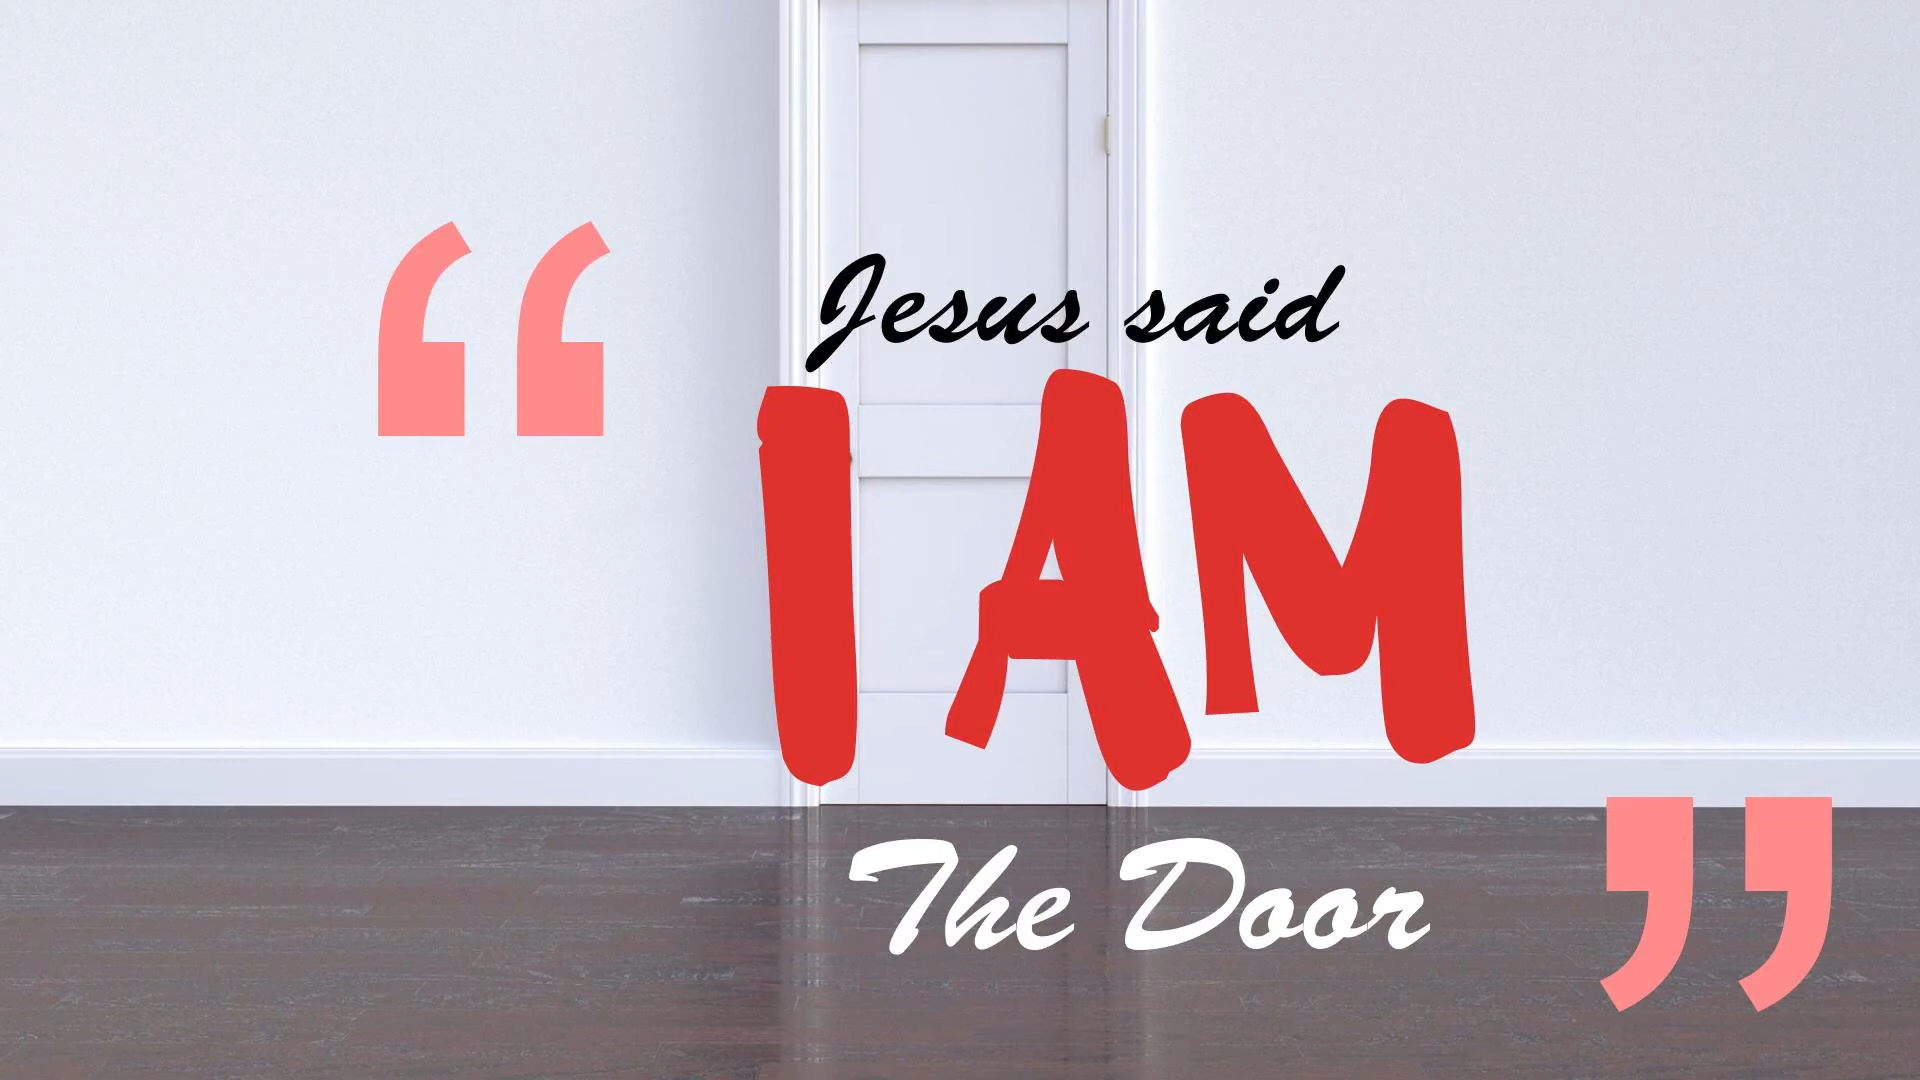 “
Jesus said
I AM
The Door
”